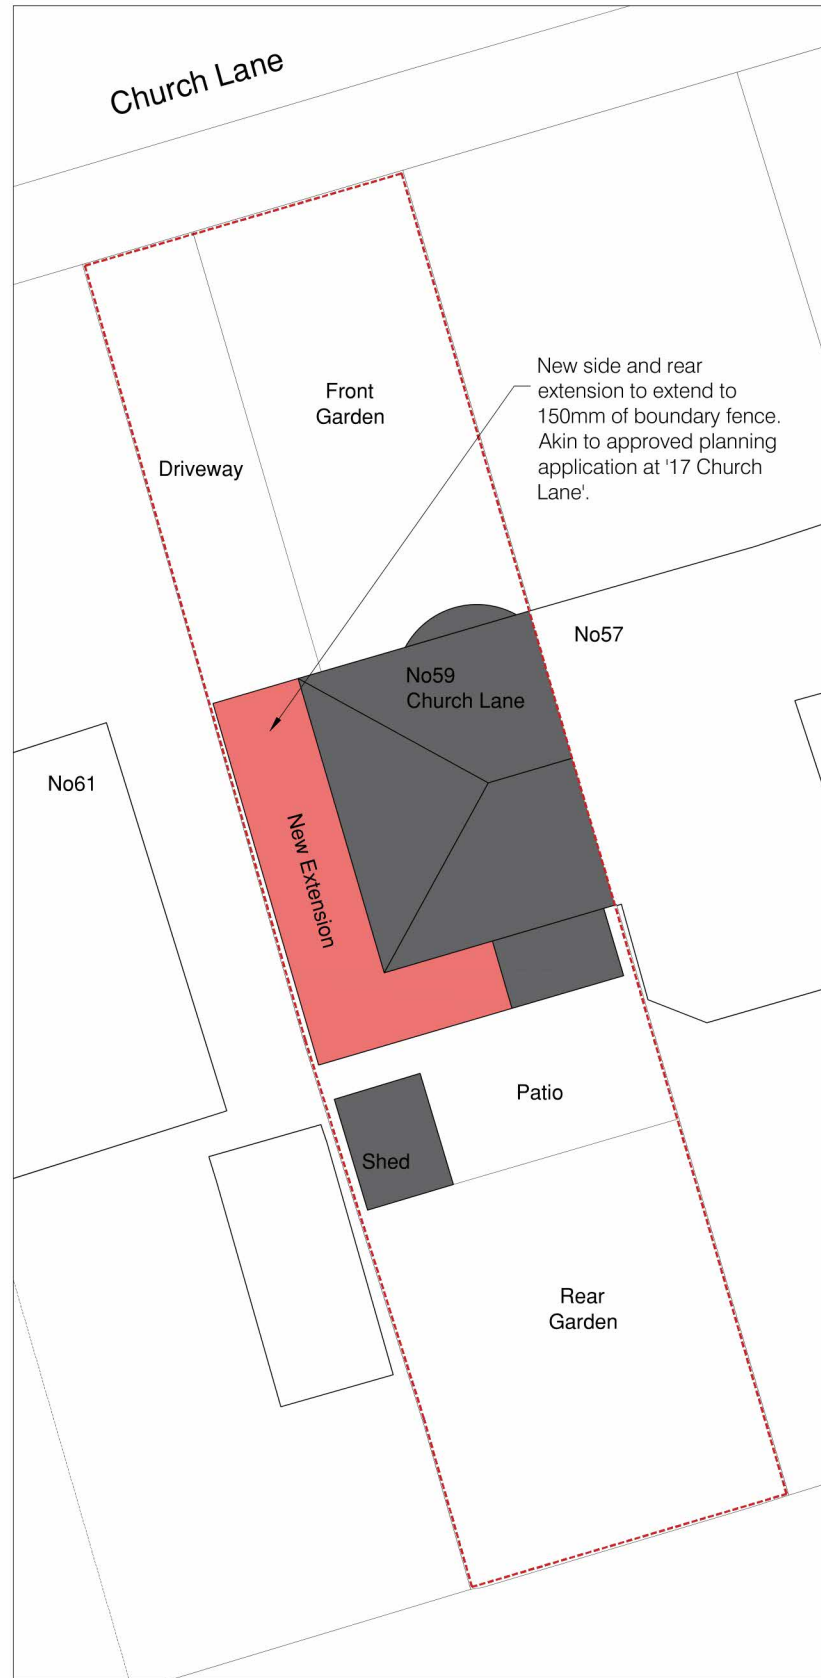 Church Lane
New side and rear
extension to extend to
150mm of boundary fence.
Akin to approved planning
application at '17 Church
Lane'.
Front
Garden
Driveway
No57
No59
Church Lane
No61
New Extension
Patio
Shed
Rear
Garden